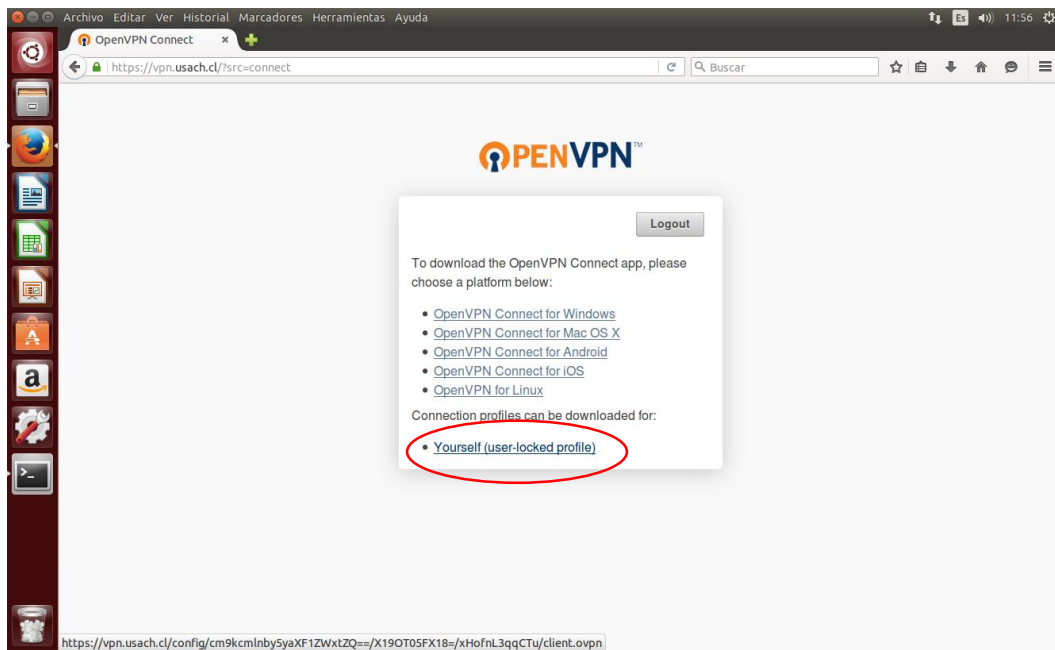 Archivo Editar Ver Historial Marcadores Herramientas Ayuda
Es 11:56
OpenVPN Connect
https://vpn.usach.cl/?src=connect
Buscar
OPENVPN™
Logout
To download the OpenVPN Connect app, please
choose a platform below:
OpenVPN Connect for Windows
OpenVPN Connect for Mac OS X
OpenVPN Connect for Android
OpenVPN Connect for iOS
OpenVPN for Linux
Connection profiles can be downloaded for:
Yourself (user-locked profile)
https://vpn.usach.cl/config/cm9kcmlnby5yaXF1ZWxtZQ==/X19OT05FX18=/xHofnL3qqCTu/client.ovpn